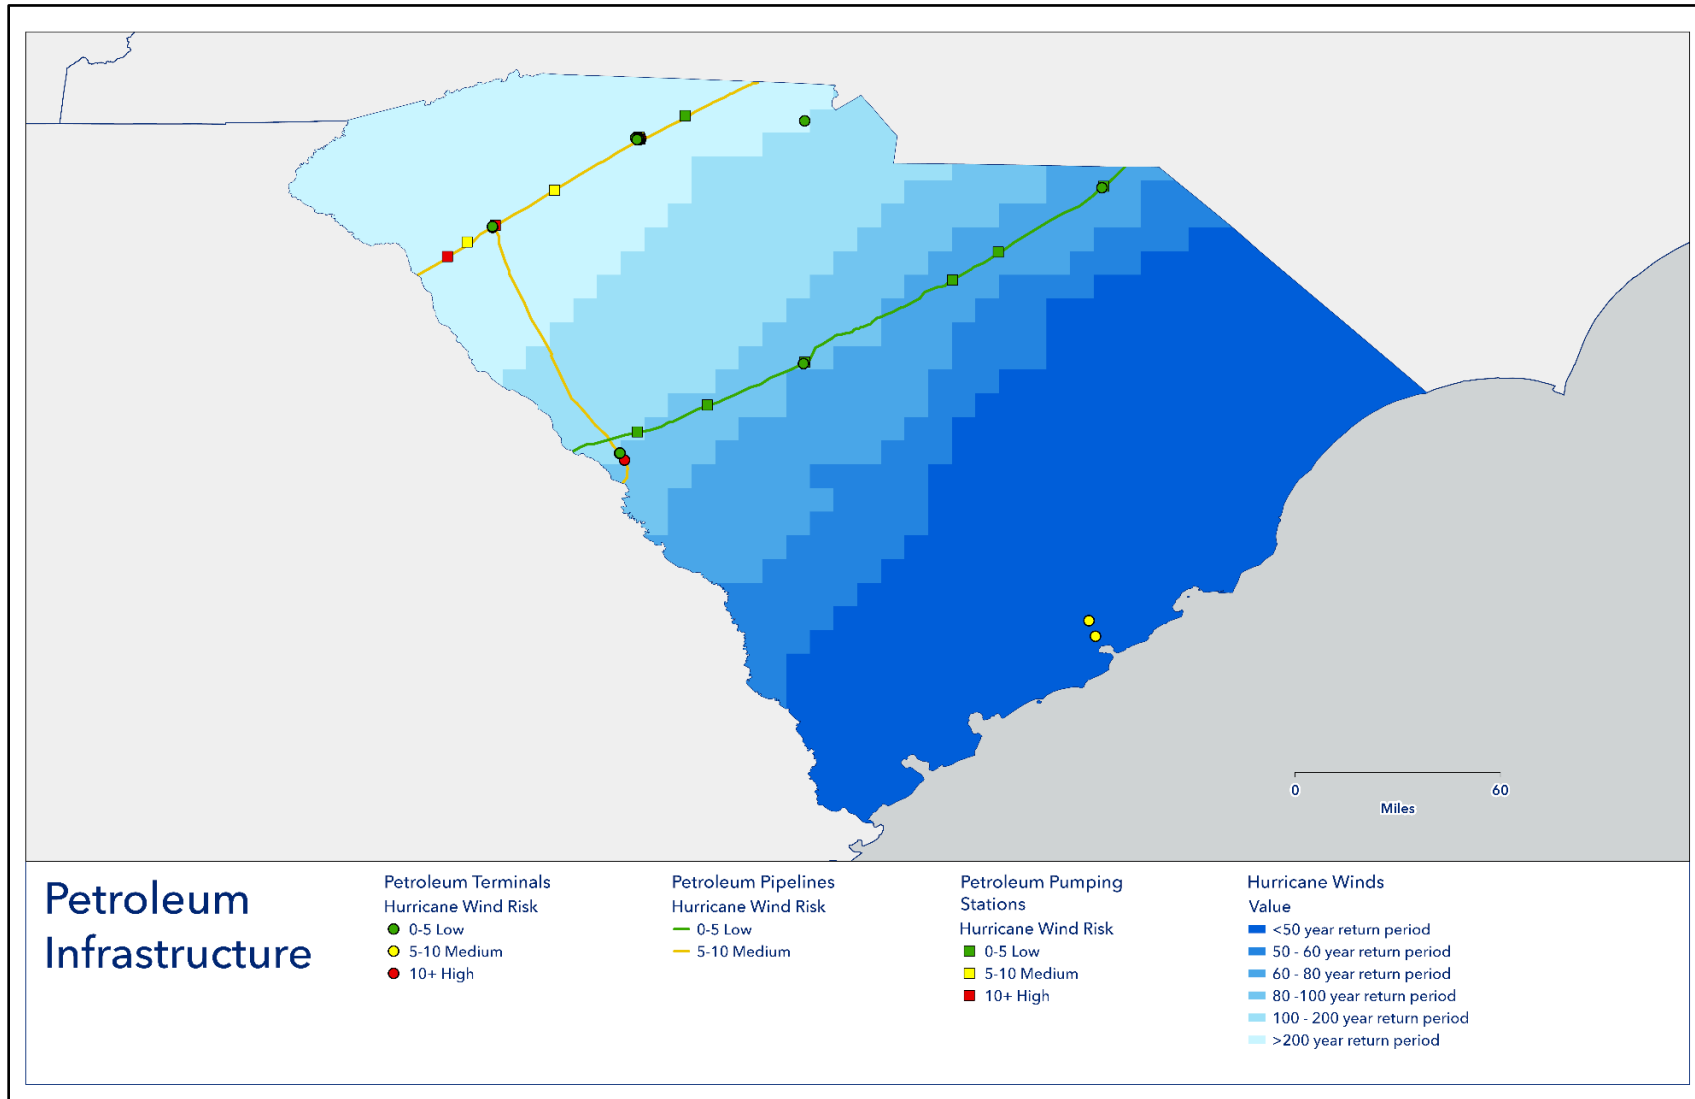 0
60
Miles
Petroleum
Infrastructure
Petroleum Terminals
Hurricane Wind Risk
0-5 Low
5-10 Medium
10+ High
Petroleum Pipelines
Hurricane Wind Risk
0-5 Low
5-10 Medium
Petroleum Pumping
Stations
Hurricane Wind Risk
0-5 Low
5-10 Medium
10+ High
Hurricane Winds
Value
<50 year return period
50 - 60 year return period
60 - 80 year return period
80 -100 year return period
100 - 200 year return period
>200 year return period